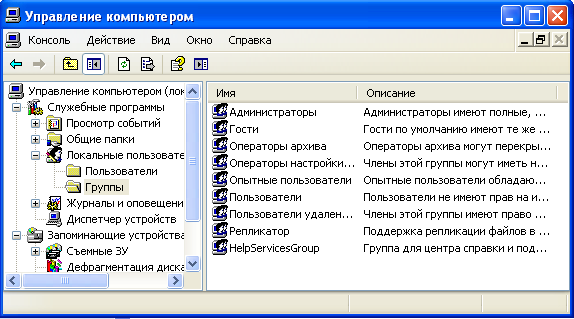 Управление компьютером
Консоль Действие Вид Окно Справка
Управление компьютером (лок
Служебные программы
Просмотр событий
Общие папки
Локальные пользовате
Пользователи
Группы
Журналы и оповещени
Диспетчер устройств
Запоминающие устройства
Съемные ЗУ
Дефрагментация диска
Имя Описание
Администраторы Администраторы имеют полные, ...
Гости Гости по умолчанию имеют те же ...
Операторы архива Операторы архива могут перекры...
Операторы настройки... Члены этой группы могут иметь н...
Опытные пользователи Опытные пользователи обладаю...
Пользователи Пользователи не имеют прав на и...
Пользователи удален... Члены этой группы имеют право ...
Репликатор Поддержка репликации файлов в ...
HelpServicesGroup Группа для центра справки и под...